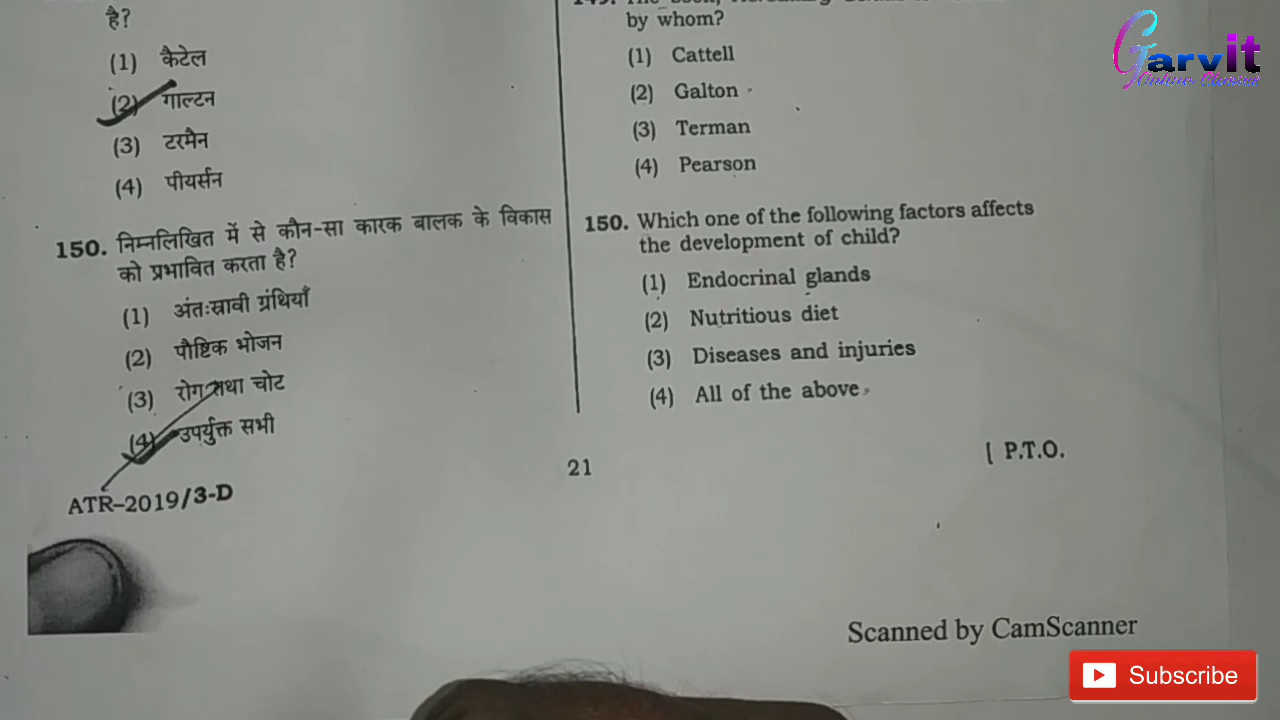 है?
(1) कैटेल
(2) गाल्टन
(3) टरमैन
(4) पीयर्सन
150. निम्नलिखित में से कौन-सा कारक बालक के विकास
को प्रभावित करता है?
(1) अंतःस्रावी ग्रंथियाँ
(2) पौष्टिक भोजन
(3) रोग तथा चोट
(4) उपर्युक्त सभी
ATR–2019/3-D
149.
by whom?
(1) Cattell
(2) Galton
(3) Terman
(4) Pearson
150. Which one of the following factors affects
the development of child?
(1) Endocrinal glands
(2) Nutritious diet
(3) Diseases and injuries
(4) All of the above
21
[ P.T.O.
Scanned by CamScanner
Garvit
Online Classes
Subscribe